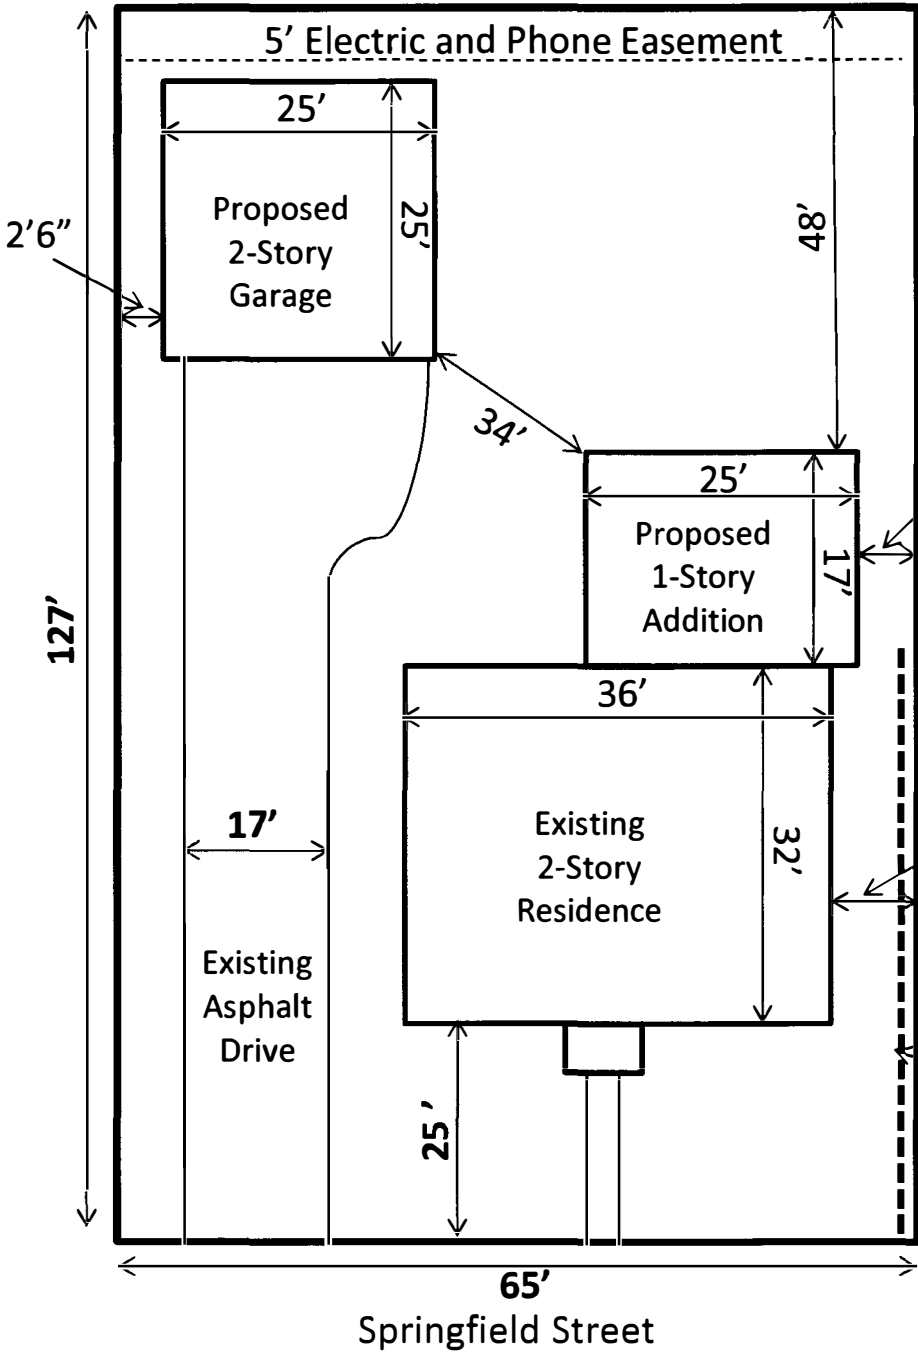 5' Electric and Phone Easement
25'
25'
Proposed
2-Story
Garage
2'6"
48'
34'
25'
Proposed
1-Story
Addition
17'
127'
36'
Existing
2-Story
Residence
32'
17'
Existing
Asphalt
Drive
25'
65'
Springfield Street